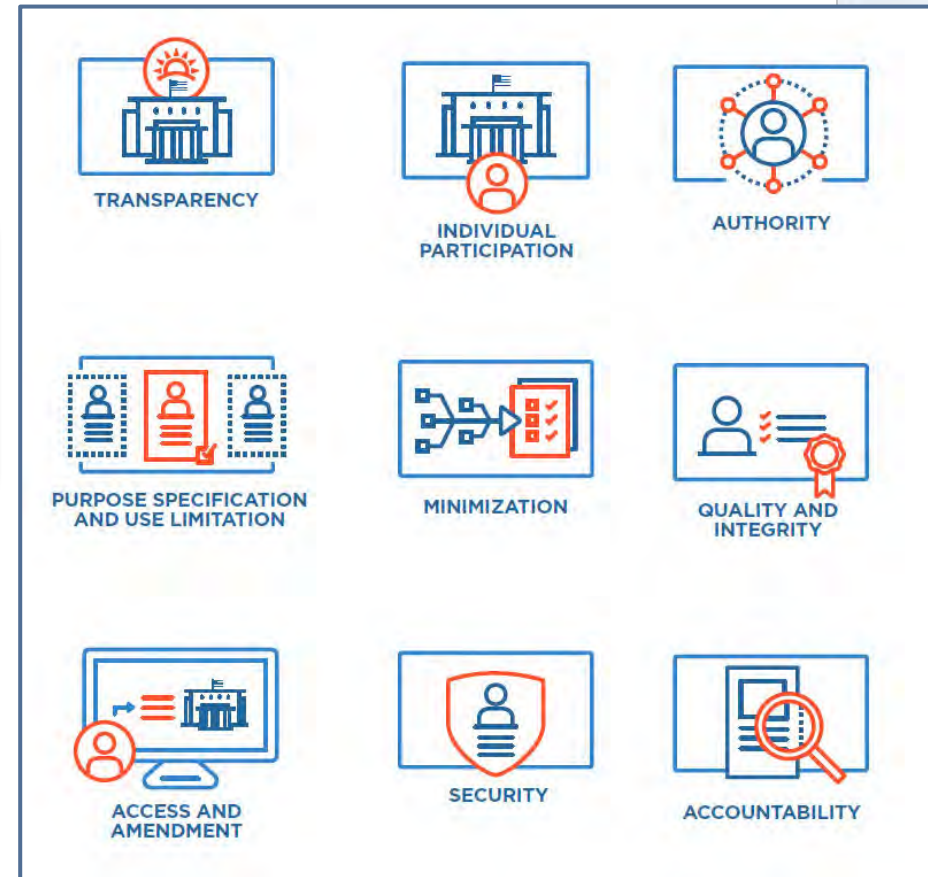 TRANSPARENCY
INDIVIDUAL
PARTICIPATION
AUTHORITY
PURPOSE SPECIFICATION
AND USE LIMITATION
MINIMIZATION
QUALITY AND
INTEGRITY
ACCESS AND
AMENDMENT
SECURITY
ACCOUNTABILITY